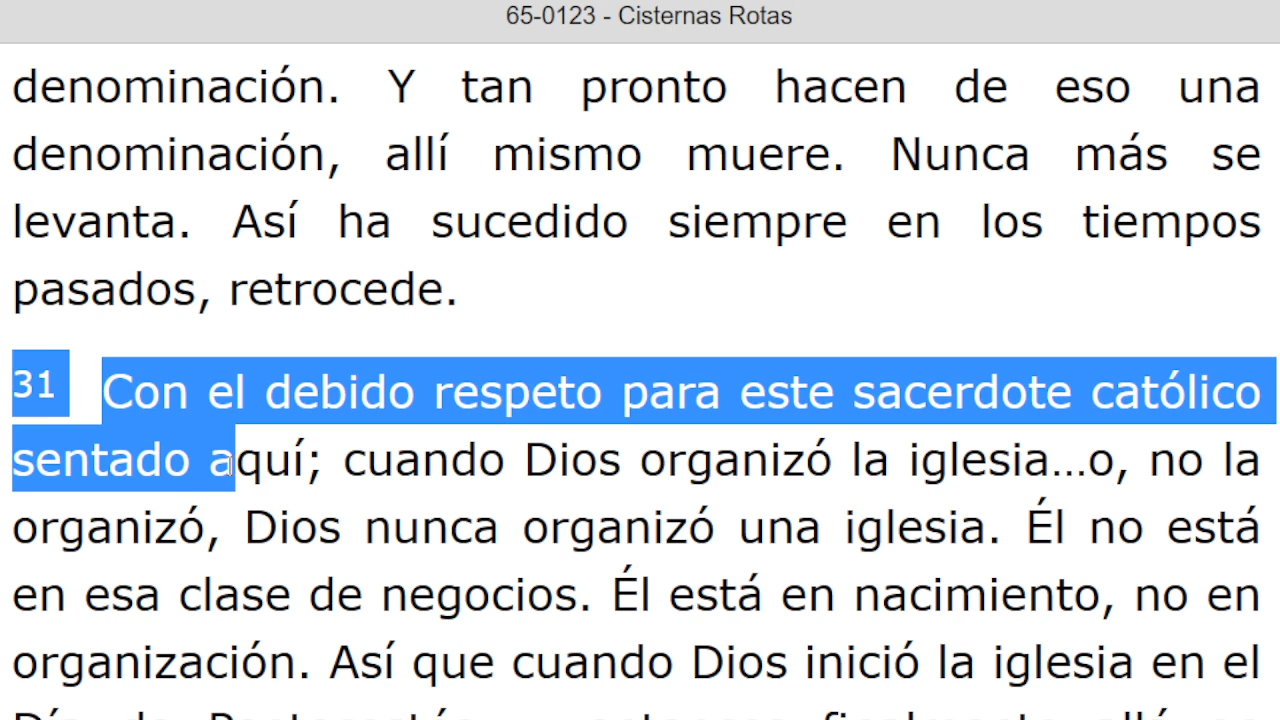 65-0123 - Cisternas Rotas
denominación. Y tan pronto hacen de eso una
denominación, allí mismo muere. Nunca más se
levanta. Así ha sucedido siempre en los tiempos
pasados, retrocede.
31 Con el debido respeto para este sacerdote católico
sentado aquí; cuando Dios organizó la iglesia...o, no la
organizó, Dios nunca organizó una iglesia. Él no está
en esa clase de negocios. Él está en nacimiento, no en
organización. Así que cuando Dios inició la iglesia en el